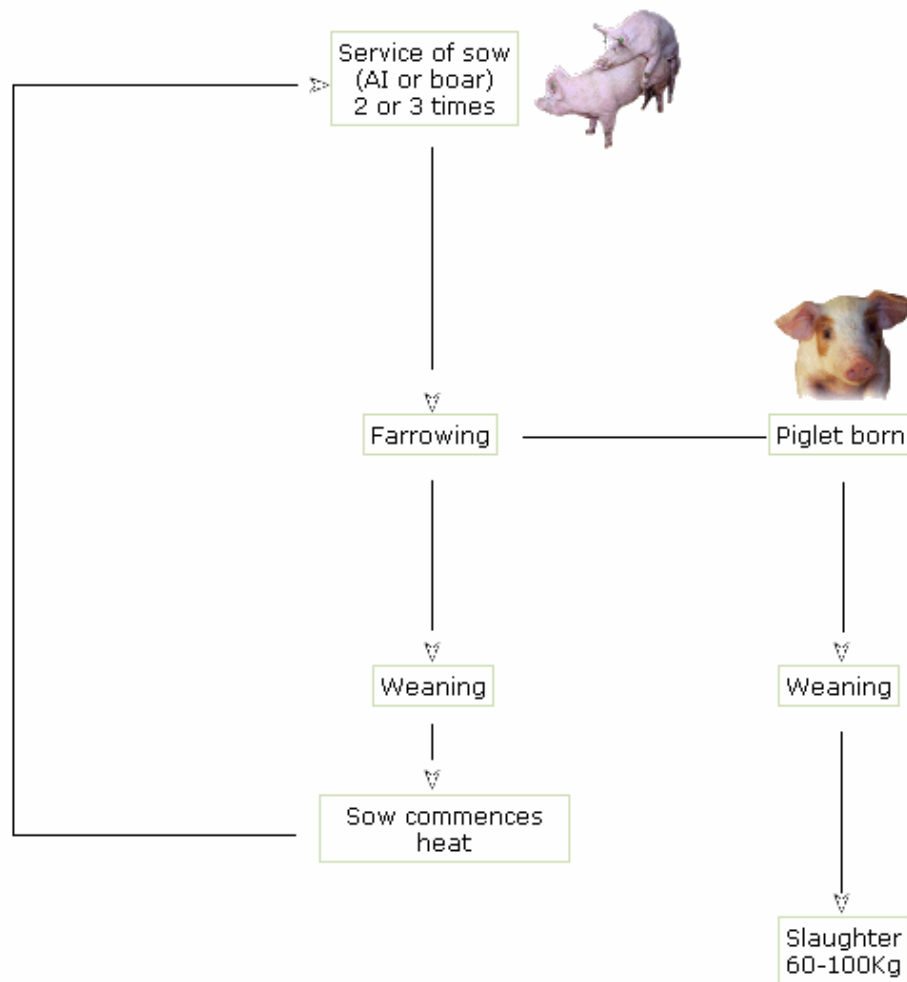 Service of sow
(AI or boar)
2 or 3 times
Farrowing
Piglet born
Weaning
Weaning
Sow commences
heat
Slaughter
60-100Kg